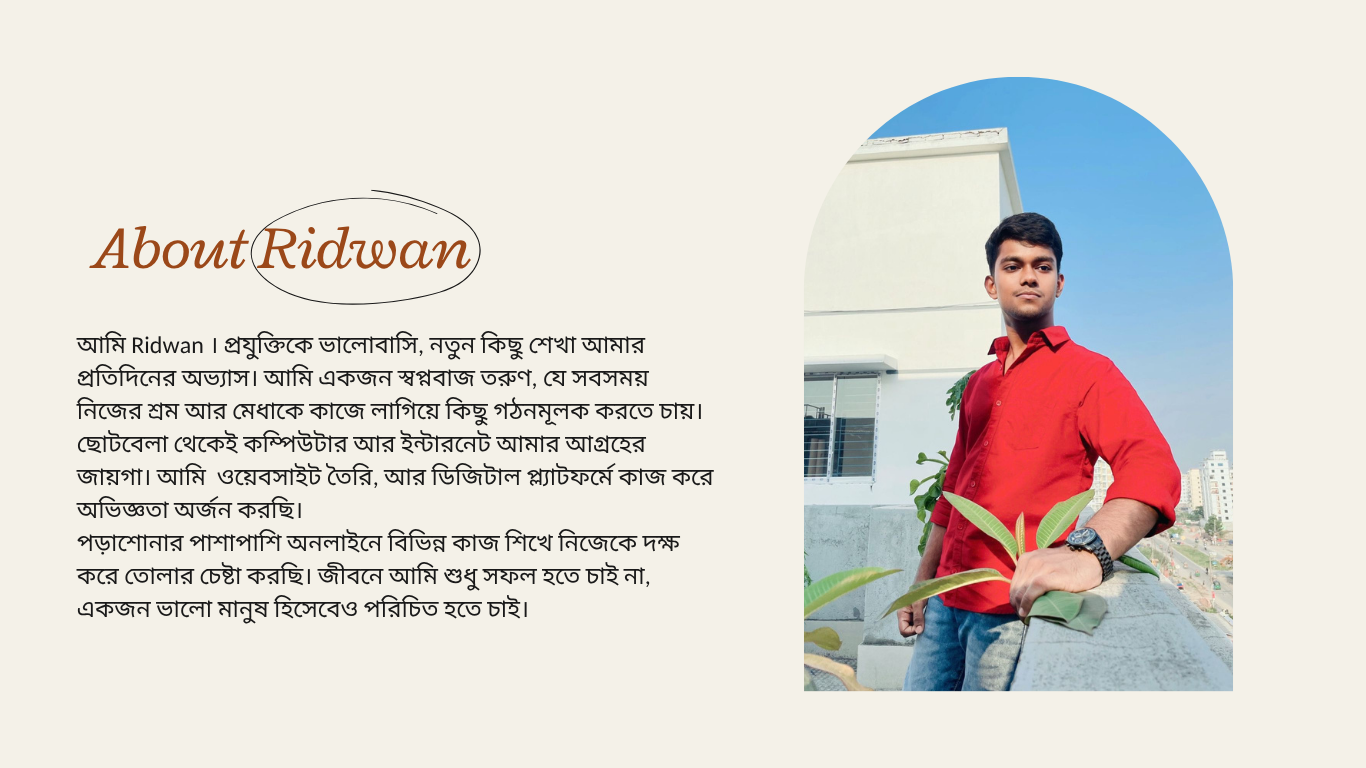 About Ridwan
আমি Ridwan । প্রযুক্তিকে ভালোবাসি, নতুন কিছু শেখা আমার
প্রতিদিনের অভ্যাস। আমি একজন স্বপ্নবাজ তরুণ, যে সবসময়
নিজের শ্রম আর মেধাকে কাজে লাগিয়ে কিছু গঠনমূলক করতে চায়।
ছোটবেলা থেকেই কম্পিউটার আর ইন্টারনেট আমার আগ্রহের
জায়গা। আমি  ওয়েবসাইট তৈরি, আর ডিজিটাল প্ল্যাটফর্মে কাজ করে
অভিজ্ঞতা অর্জন করছি।
পড়াশোনার পাশাপাশি অনলাইনে বিভিন্ন কাজ শিখে নিজেকে দক্ষ
করে তোলার চেষ্টা করছি। জীবনে আমি শুধু সফল হতে চাই না,
একজন ভালো মানুষ হিসেবেও পরিচিত হতে চাই।